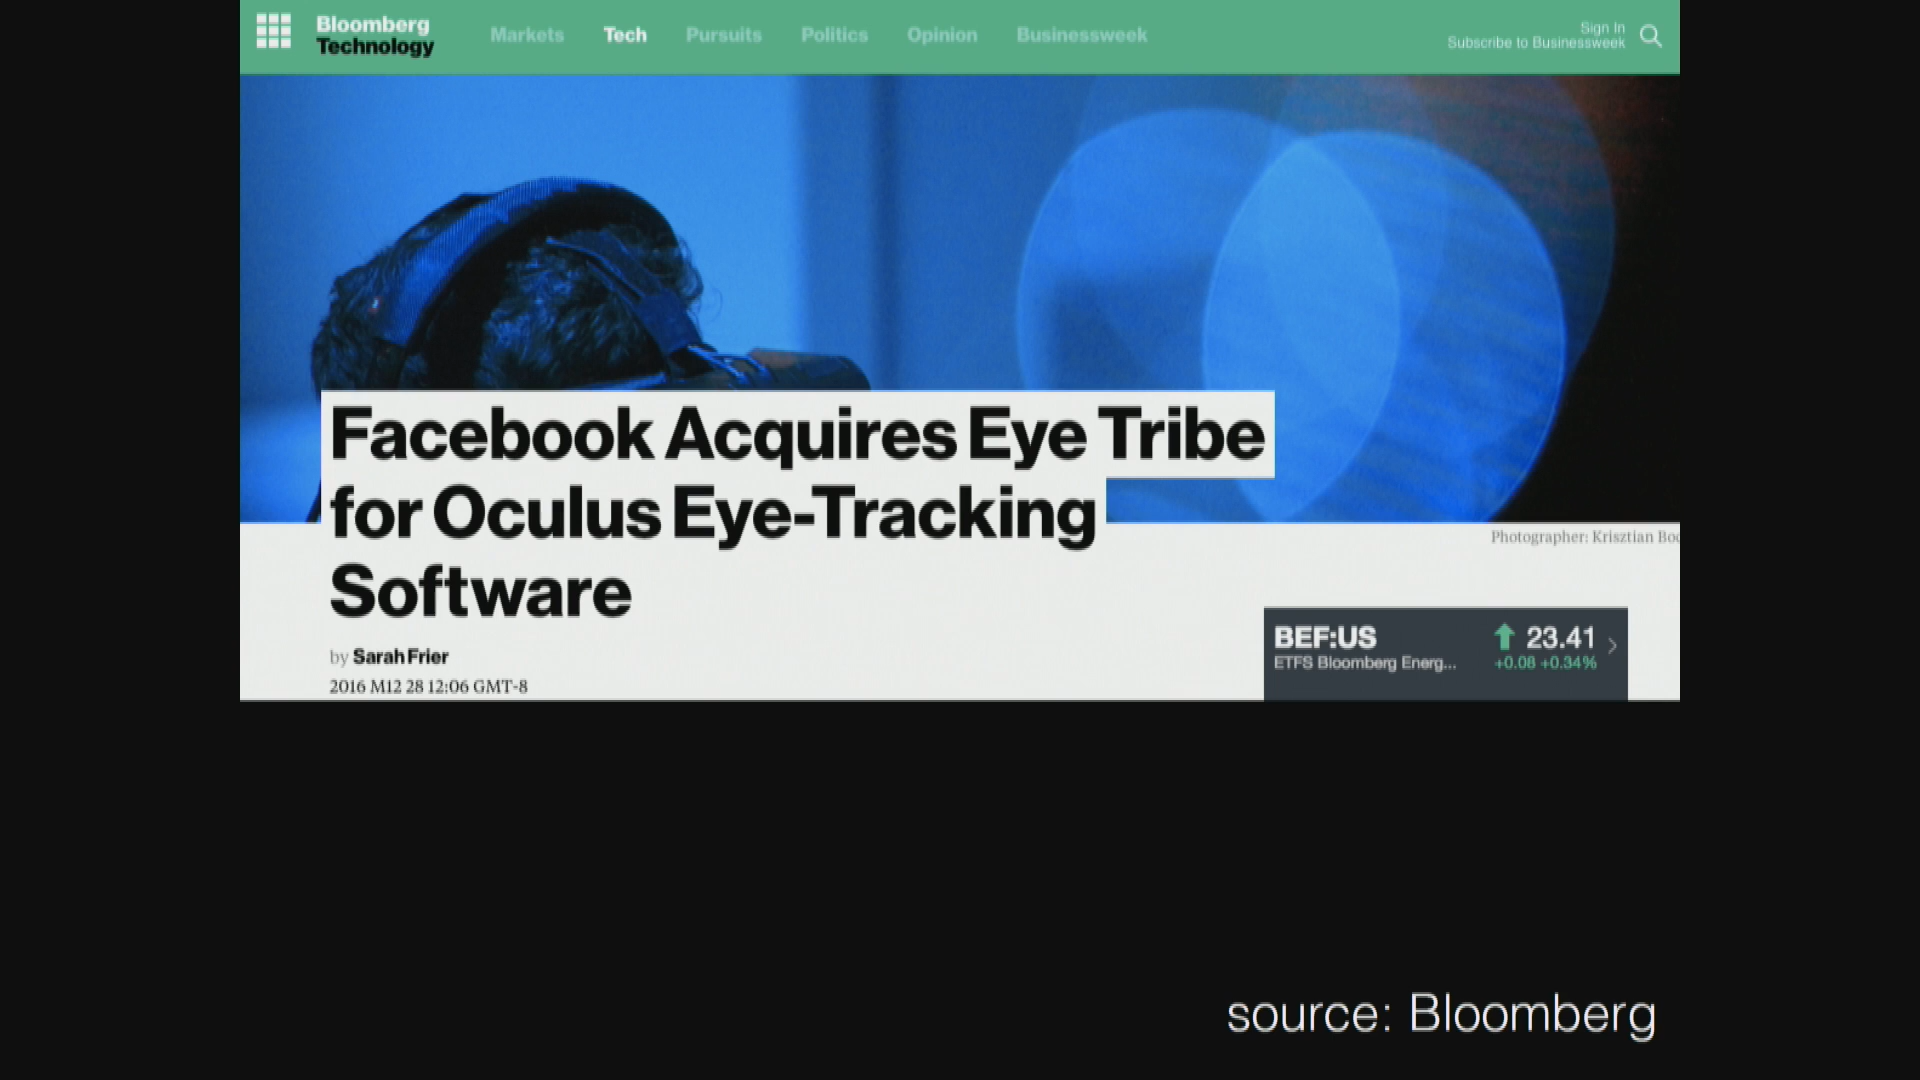 Bloomberg
Technology
Markets Tech Pursuits Politics Opinion Businessweek
Sign In
Subscribe to Businessweek
Facebook Acquires Eye Tribe
for Oculus Eye-Tracking
Software
Photographer: Krisztian
by Sarah Frier
2016 M12 28 12:06 GMT-8
BEF:US 23.41
ETFS Bloomberg Energ... +0.08 +0.34%
source: Bloomberg